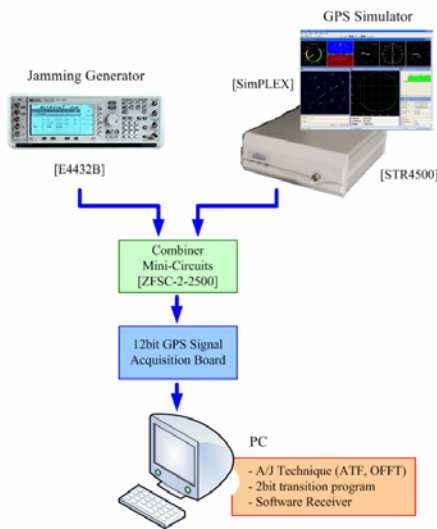 GPS Simulator
Jamming Generator
[SimPLEX]
[E4432B]
[STR4500]
Combiner
Mini-Circuits
[ZFSC-2-2500]
12bit GPS Signal
Acquisition Board
PC
- A/J Technique (ATF, OFFT)
- 2bit transition program
- Software Receiver